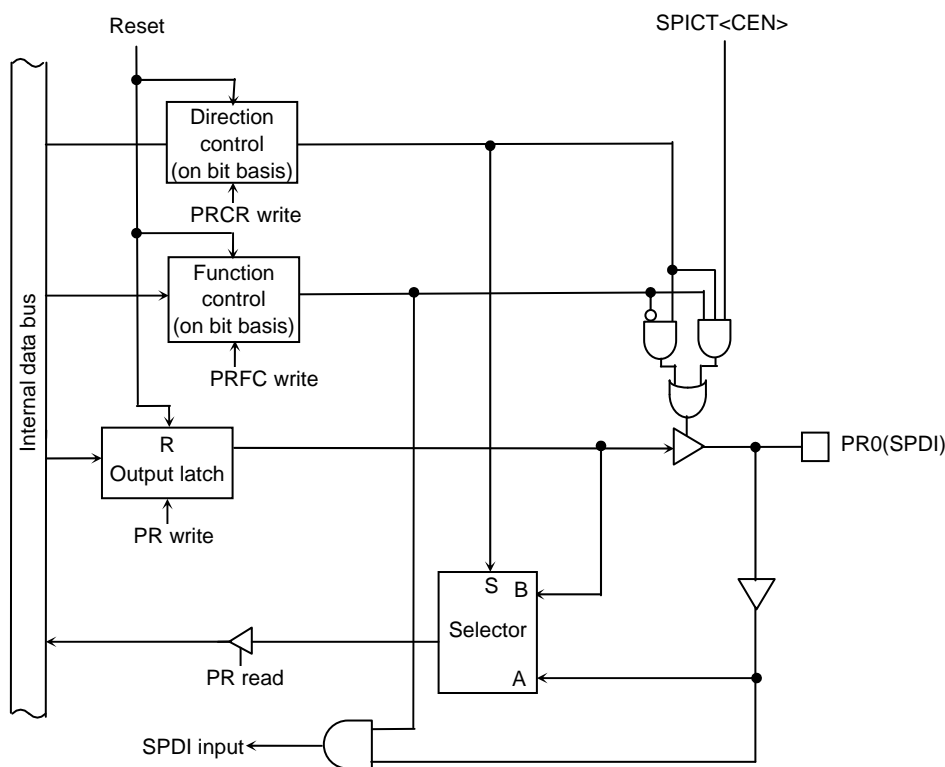 Reset
SPICT<CEN>
Direction
control
(on bit basis)
PRCR write
Function
control
(on bit basis)
PRFC write
Internal data bus
R
Output latch
PR write
PR0(SPDI)
S
B
Selector
A
PR read
SPDI input